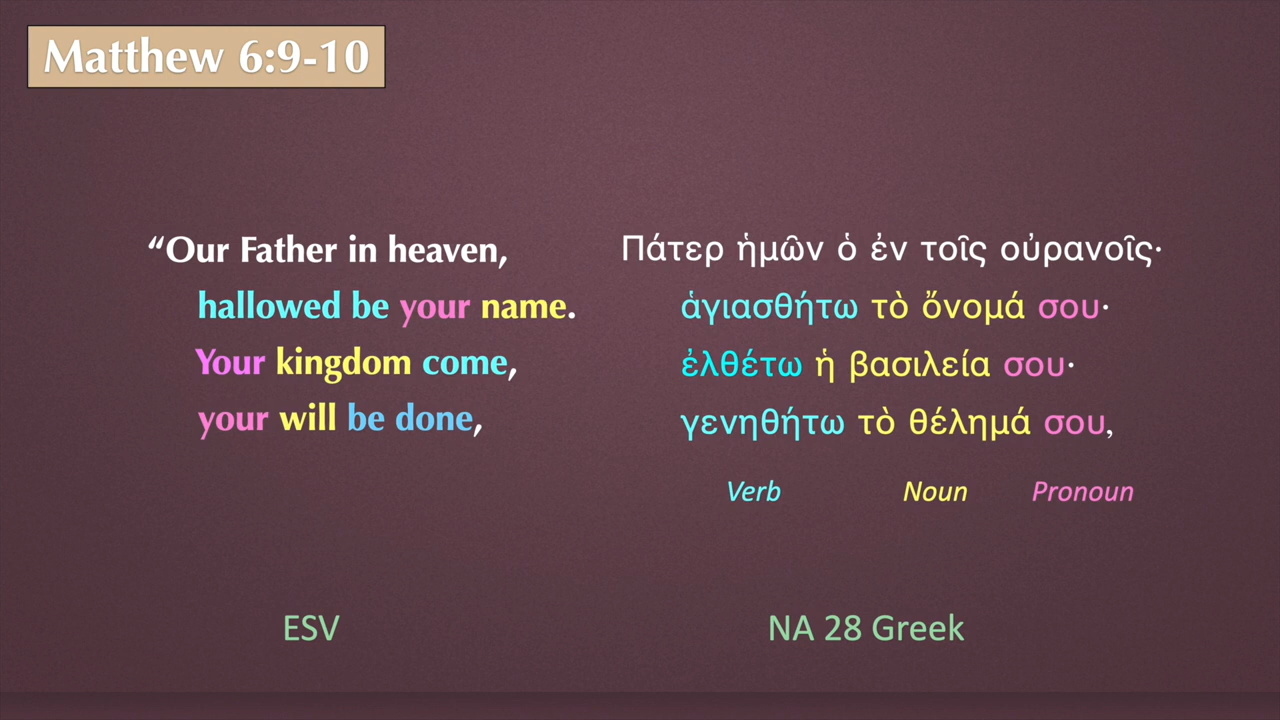 Matthew 6:9-10
“Our Father in heaven,
hallowed be your name.
Your kingdom come,
your will be done,
Πάτερ ἡμῶν ὁ ἐν τοῖς οὐρανοῖς·
ἁγιασθήτω τὸ ὄνομά σου·
ἐλθέτω ἡ βασιλεία σου·
γενηθήτω τὸ θέλημά σου,
Verb Noun Pronoun
ESV
NA 28 Greek